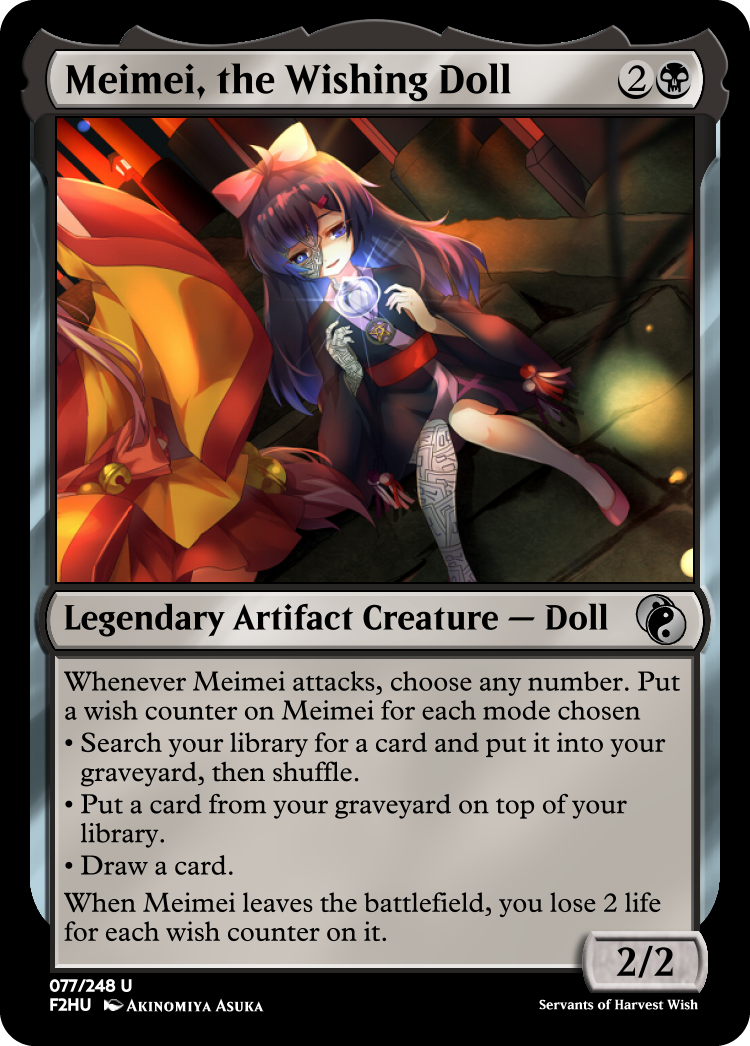 Meimei, the Wishing Doll 2
Legendary Artifact Creature — Doll
Whenever Meimei attacks, choose any number. Put
a wish counter on Meimei for each mode chosen
• Search your library for a card and put it into your
graveyard, then shuffle.
• Put a card from your graveyard on top of your
library.
• Draw a card.
When Meimei leaves the battlefield, you lose 2 life
for each wish counter on it.
2/2
077/248 U
F2HU Akinomiya Asuka
Servants of Harvest Wish